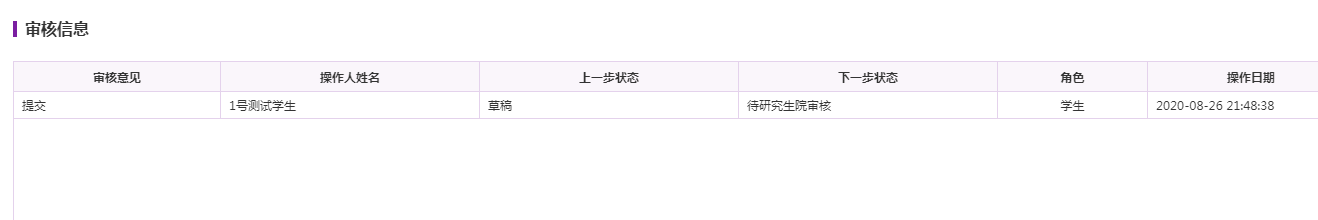 审核信息
审核意见 操作人姓名 上一步状态 下一步状态 角色 操作日期
提交 1号测试学生 草稿 待研究生院审核 学生 2020-08-26 21:48:38